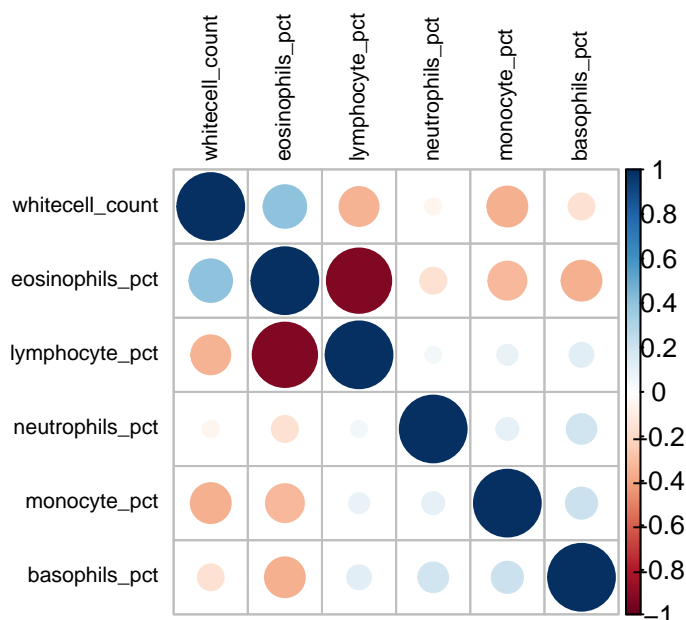 whitecell_count
eosinophils_pct
lymphocyte_pct
neutrophils_pct
monocyte_pct
basophils_pct
whitecell_count
eosinophils_pct
lymphocyte_pct
neutrophils_pct
monocyte_pct
basophils_pct
1
0.8
0.6
0.4
0.2
0
−0.2
−0.4
−0.6
−0.8
−1